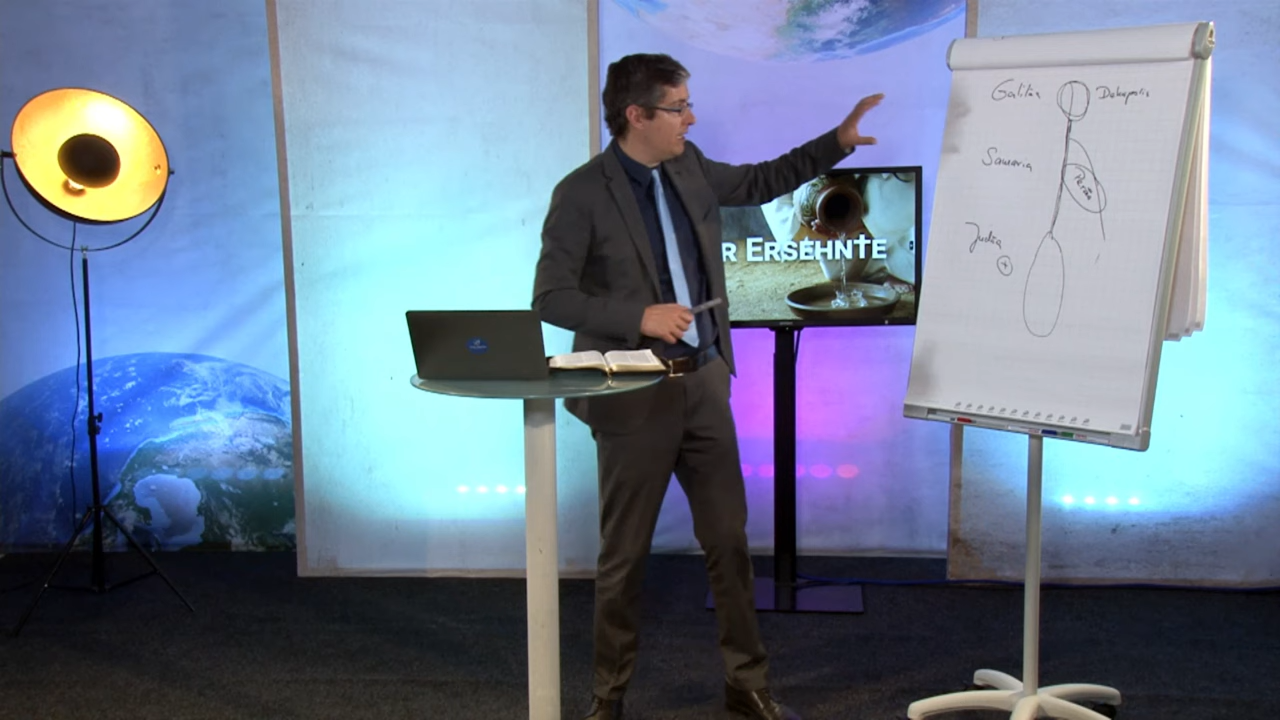 Galiläa Dekapolis
Samaria
Peräa
Judäa
R ERSEHNTE